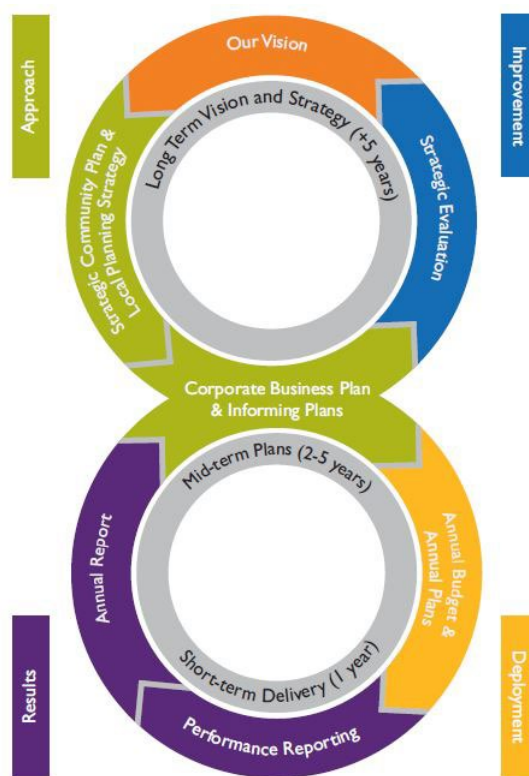 Approach
Improvement
Our Vision
Long Term Vision and Strategy (+5 years)
Strategic Community Plan &
Local Planning Strategy
Strategic Evaluation
Corporate Business Plan
& Informing Plans
Mid-term Plans (2-5 years)
Annual Report
Annual Budget &
Annual Plans
Short-term Delivery (1 year)
Performance Reporting
Results
Deployment